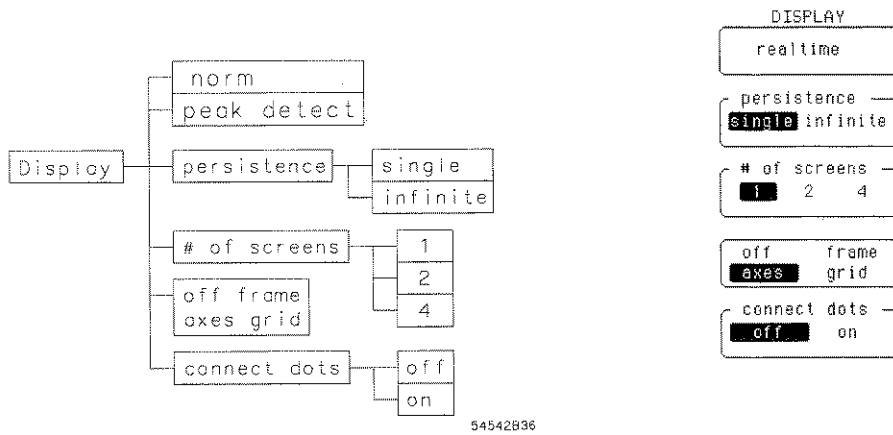 norm
peak detect
Display
persistence
single
infinite
# of screens
1
2
4
off frame
axes grid
connect dots
off
on
54542B36
DISPLAY
realtime
persistence
single infinite
# of screens
1 2 4
off frame
axes grid
connect dots
off on